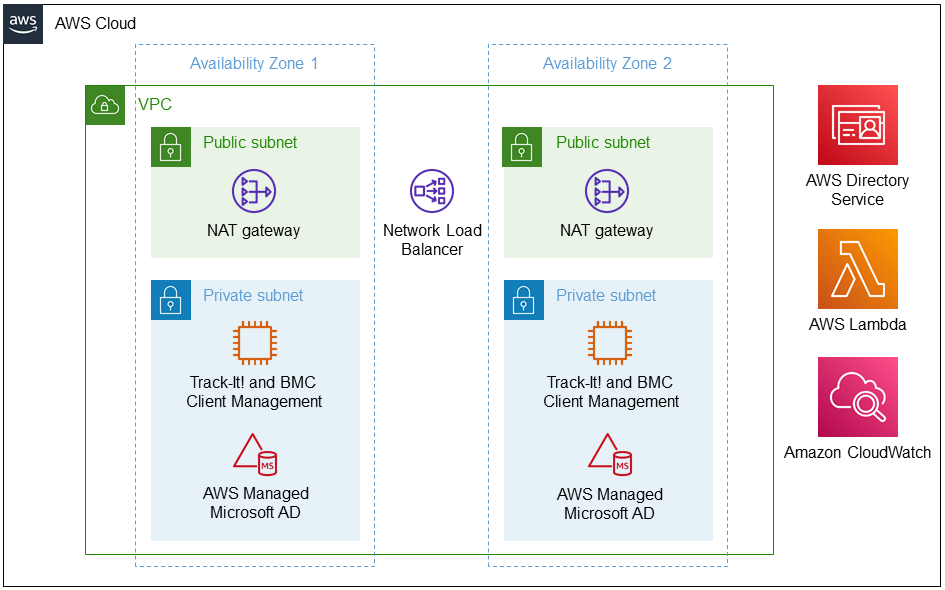 aws
AWS Cloud
Availability Zone 1
Availability Zone 2
VPC
Public subnet
NAT gateway
Network Load
Balancer
Public subnet
NAT gateway
Private subnet
Track-It! and BMC
Client Management
MS
AWS Managed
Microsoft AD
Private subnet
Track-It! and BMC
Client Management
MS
AWS Managed
Microsoft AD
AWS Directory
Service
AWS Lambda
Amazon CloudWatch